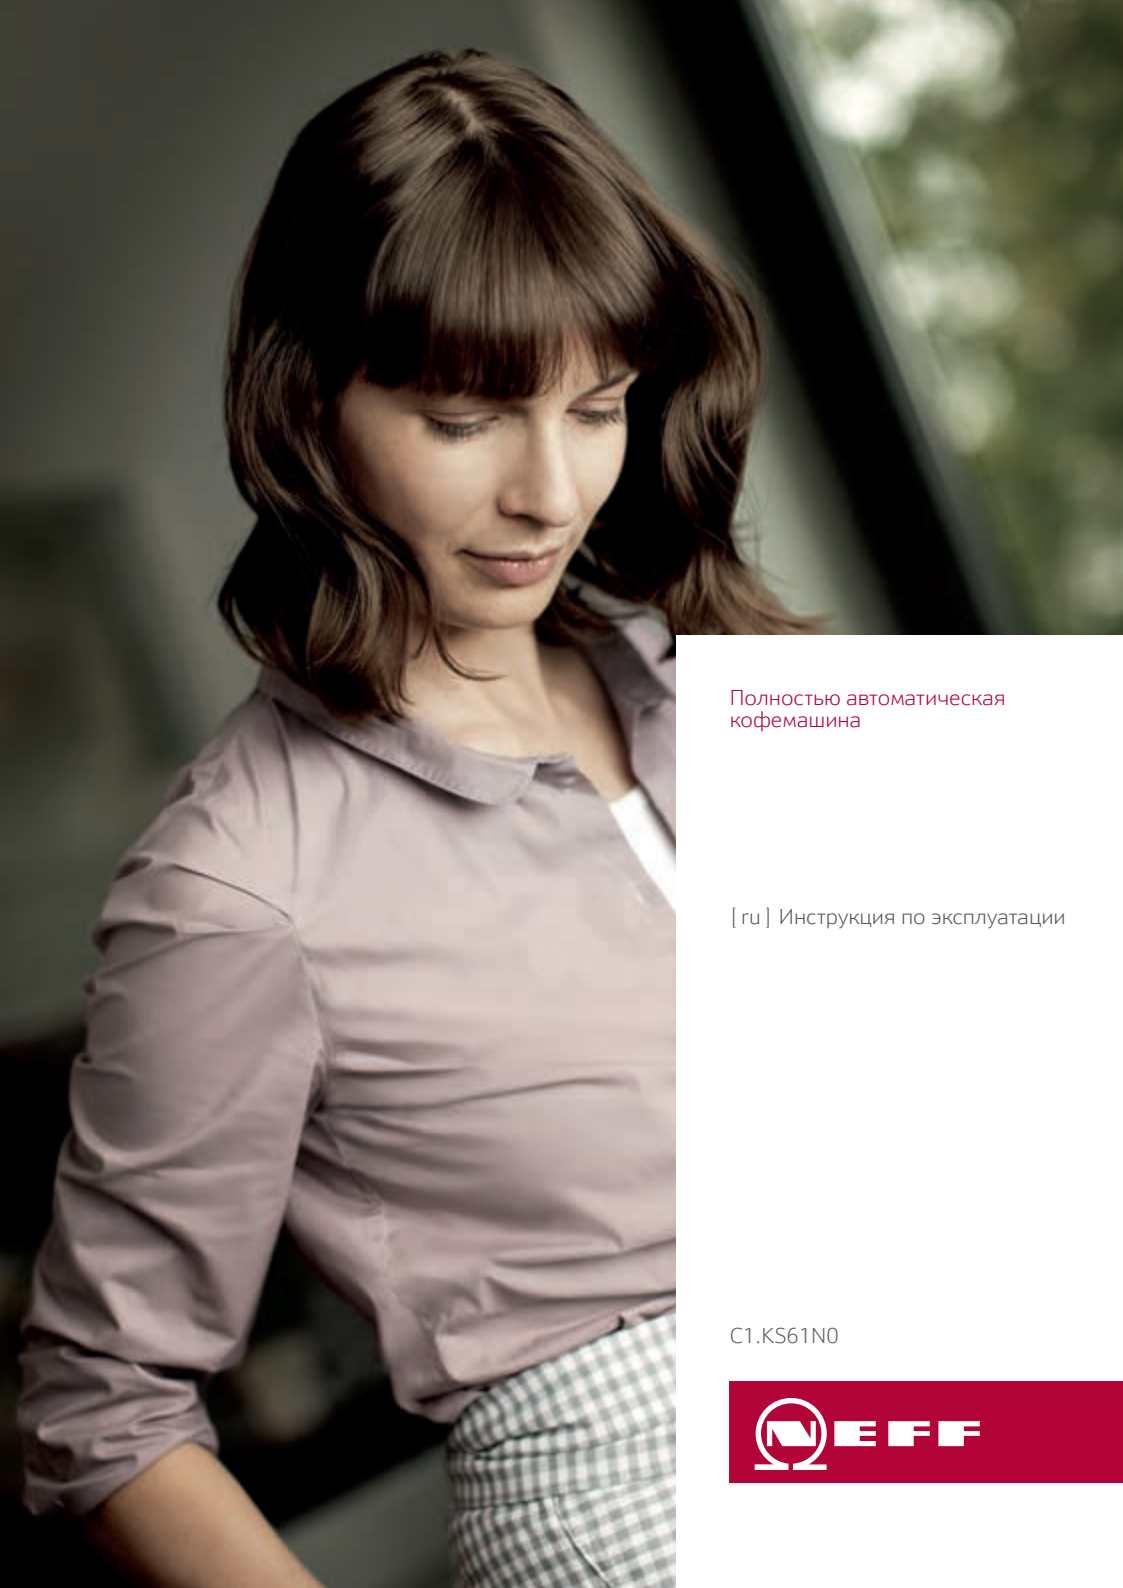 Полностью автоматическая
кофемашина
[ ru ] Инструкция по эксплуатации
C1.KS61N0
NEFF